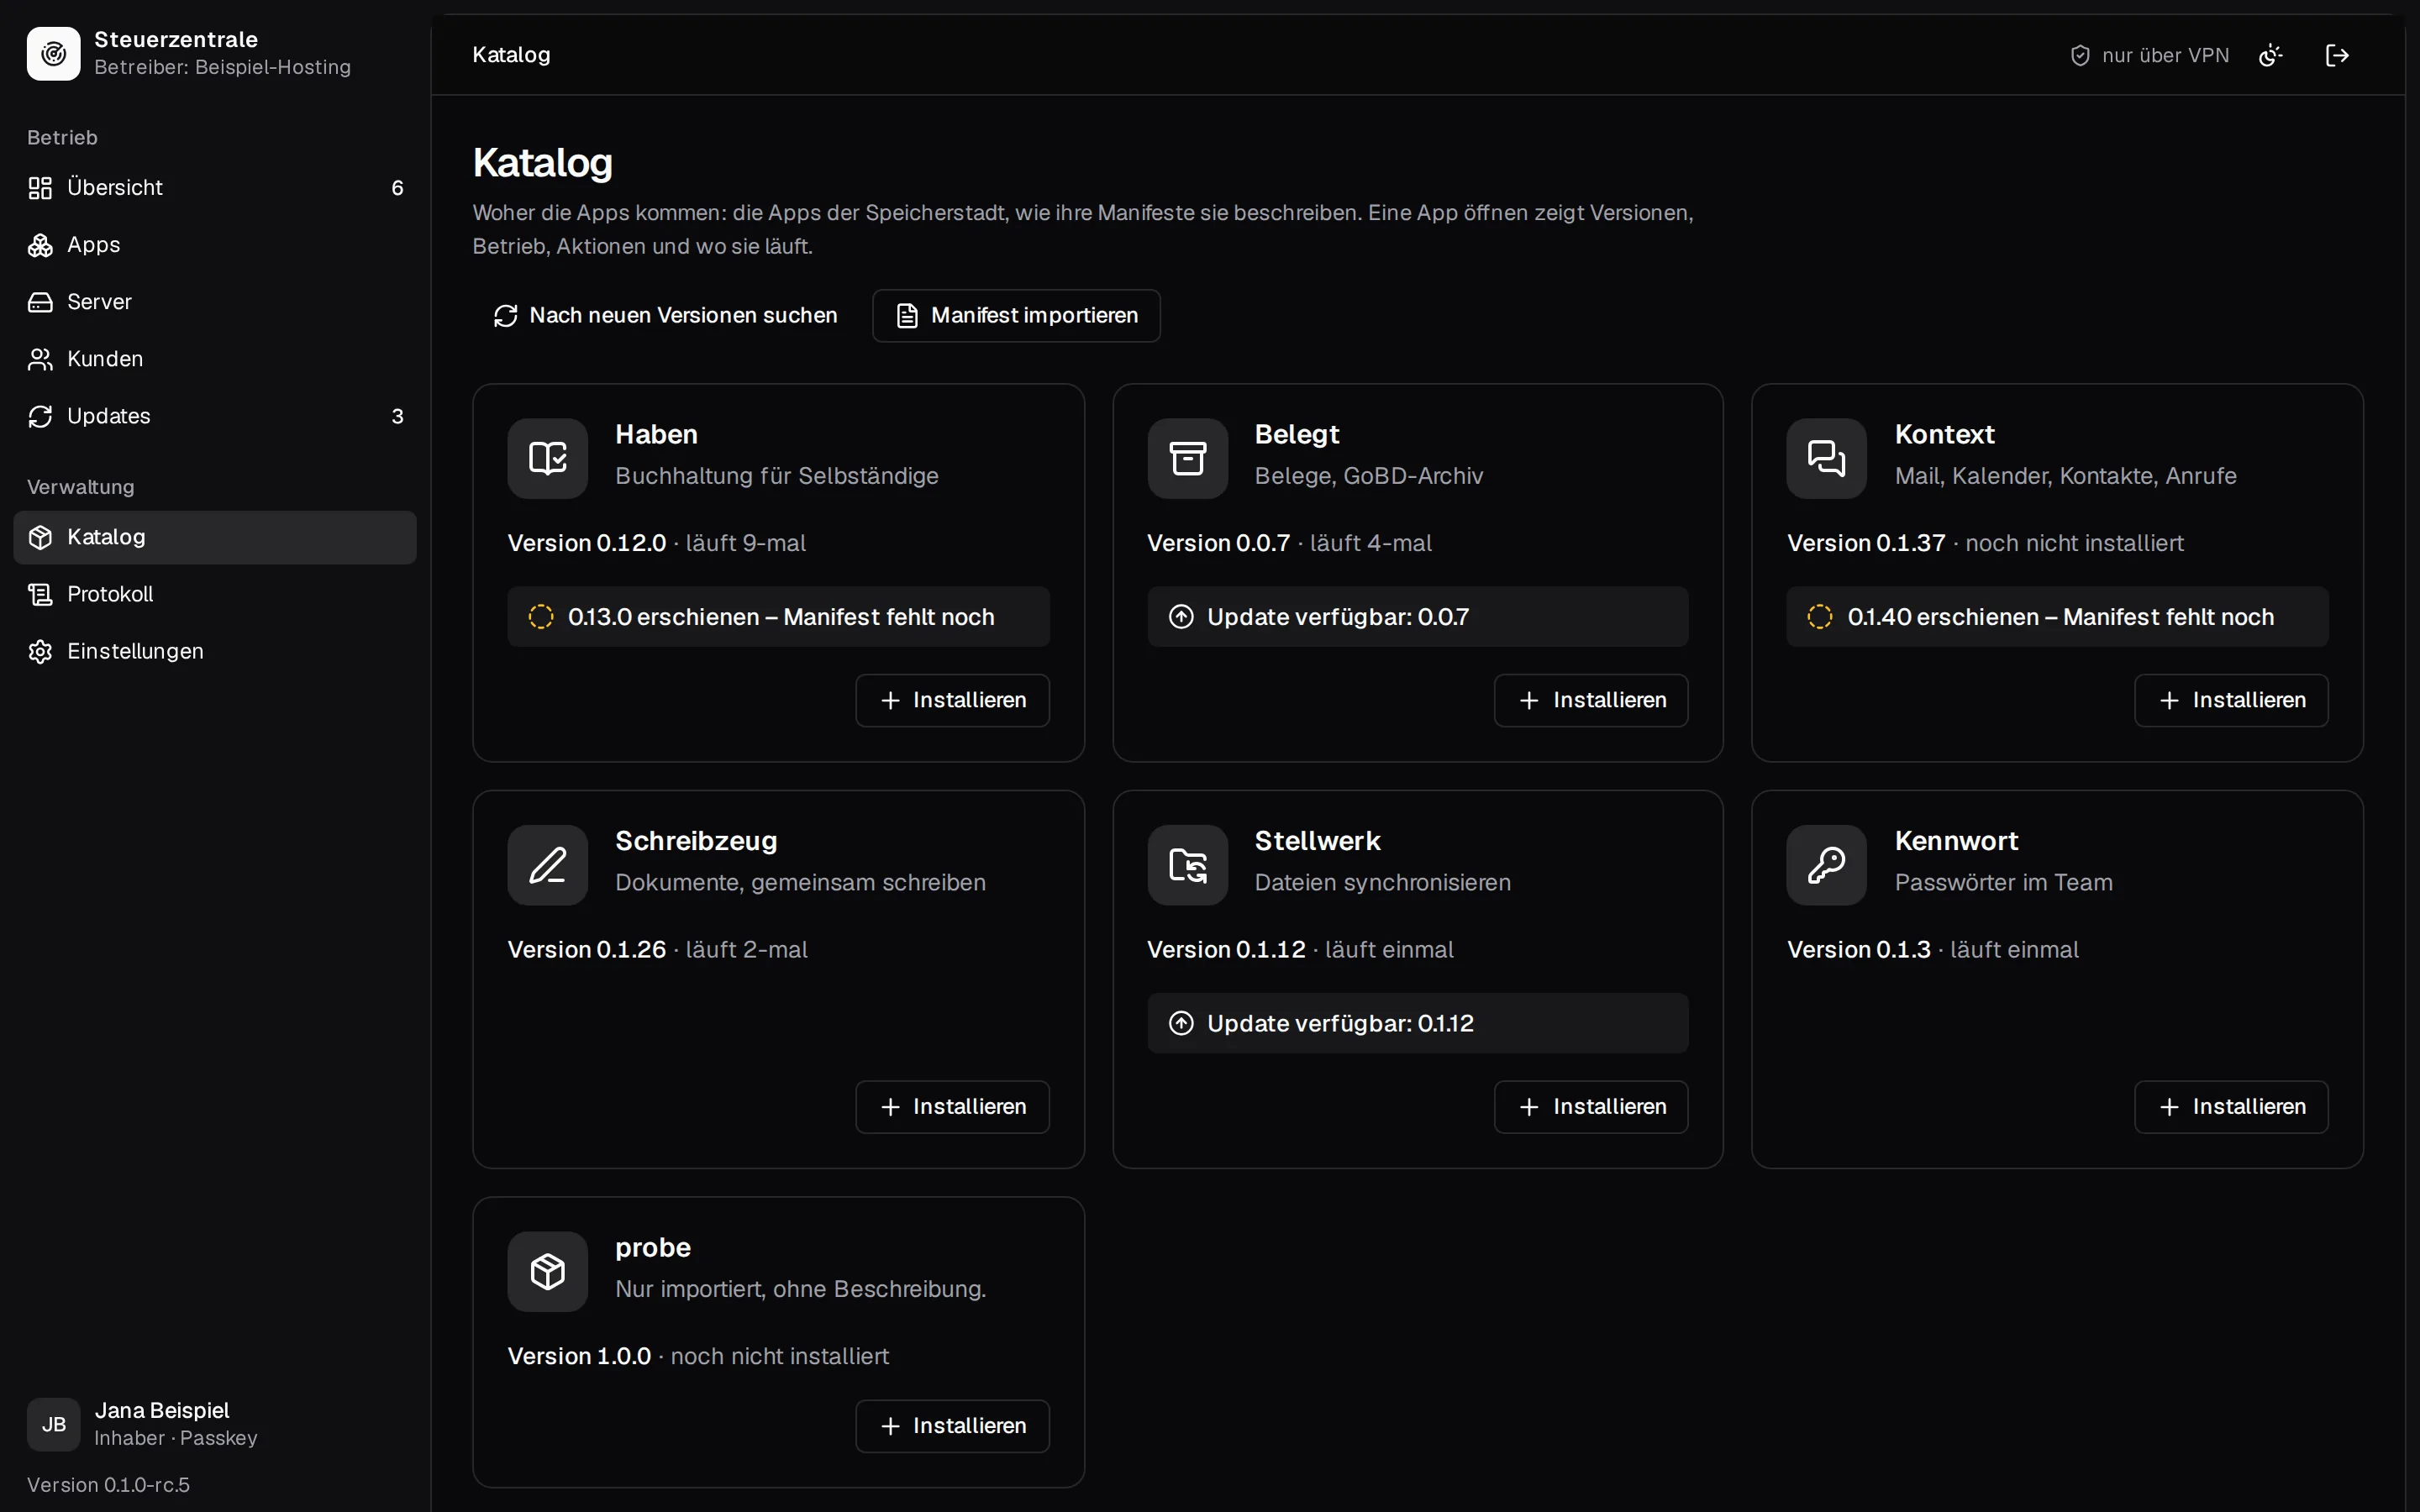 Steuerzentrale
Betreiber: Beispiel-Hosting
Betrieb
Übersicht 6
Apps
Server
Kunden
Updates 3
Verwaltung
Katalog
Protokoll
Einstellungen
JB
Jana Beispiel
Inhaber · Passkey
Version 0.1.0-rc.5
Katalog
nur über VPN
Katalog
Woher die Apps kommen: die Apps der Speicherstadt, wie ihre Manifeste sie beschreiben. Eine App öffnen zeigt Versionen,
Betrieb, Aktionen und wo sie läuft.
Nach neuen Versionen suchen
Manifest importieren
Haben
Buchhaltung für Selbständige
Version 0.12.0 · läuft 9-mal
0.13.0 erschienen – Manifest fehlt noch
Installieren
Belegt
Belege, GoBD-Archiv
Version 0.0.7 · läuft 4-mal
Update verfügbar: 0.0.7
Installieren
Kontext
Mail, Kalender, Kontakte, Anrufe
Version 0.1.37 · noch nicht installiert
0.1.40 erschienen – Manifest fehlt noch
Installieren
Schreibzeug
Dokumente, gemeinsam schreiben
Version 0.1.26 · läuft 2-mal
Installieren
Stellwerk
Dateien synchronisieren
Version 0.1.12 · läuft einmal
Update verfügbar: 0.1.12
Installieren
Kennwort
Passwörter im Team
Version 0.1.3 · läuft einmal
Installieren
probe
Nur importiert, ohne Beschreibung.
Version 1.0.0 · noch nicht installiert
Installieren